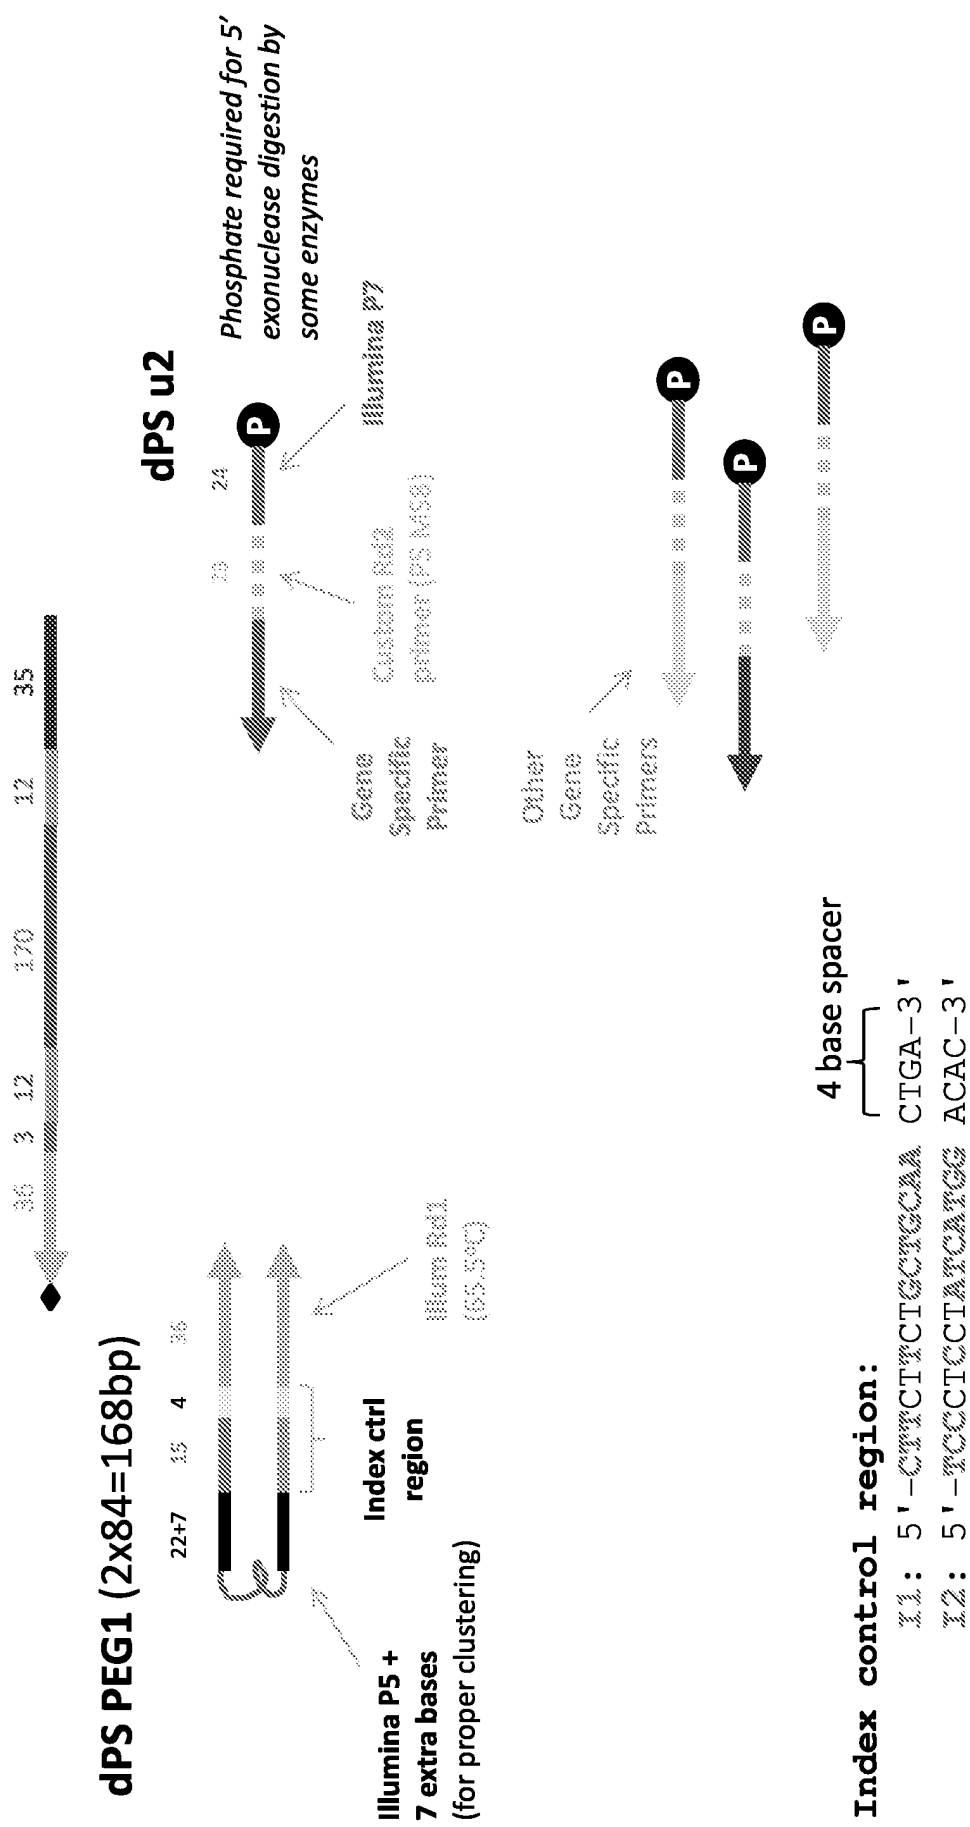 36 3 12 170 12 35
dPS PEG1 (2x84=168bp)
dPS u2
22+7 15 4 36
23 24
P
Phosphate required for 5'
exonuclease digestion by
some enzymes
Illumina P5 +
7 extra bases
(for proper clustering)
Index ctrl
region
Illum Rd1
(65.5°C)
Gene
Specific
Primer
Custom Rd2
primer (PS MS8)
Illumina P7
Other
Gene
Specific
Primers
P
P
P
4 base spacer
Index control region:
I1: 5'-CTTCTTCTGCTGCAA CTGA-3'
I2: 5'-TCCCTCCTATCATGG ACAC-3'